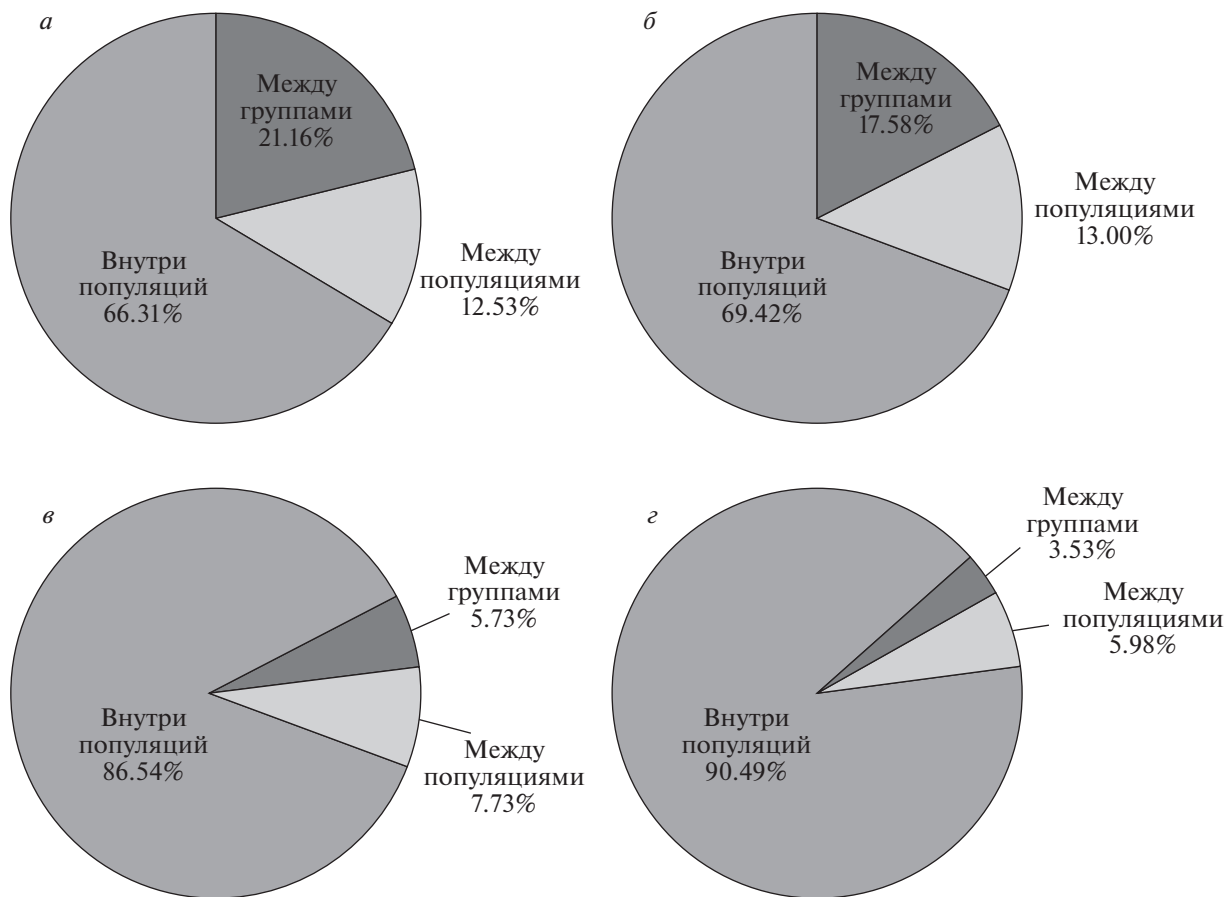 а
Между
группами
21.16%
Между
популяциями
12.53%
Внутри
популяций
66.31%
б
Между
группами
17.58%
Между
популяциями
13.00%
Внутри
популяций
69.42%
в
Между
группами
5.73%
Внутри
популяций
86.54%
Между
популяциями
7.73%
г
Между
группами
3.53%
Между
популяциями
5.98%
Внутри
популяций
90.49%